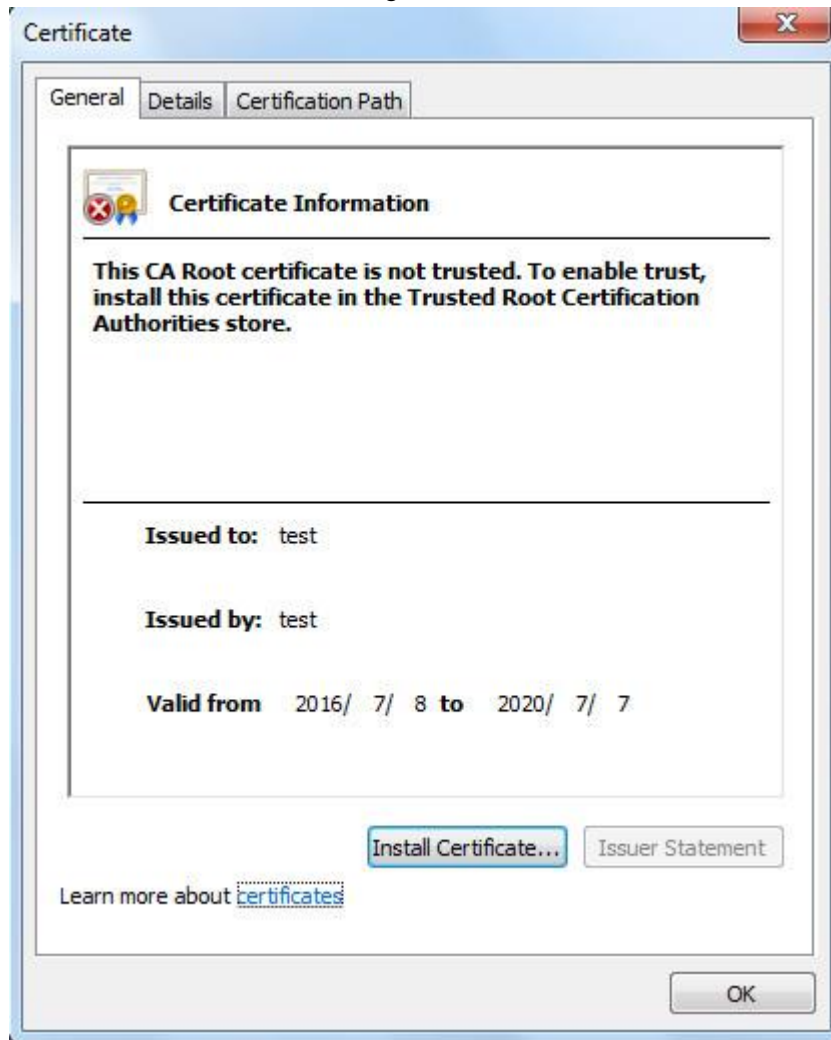 Certificate
General Details Certification Path
Certificate Information
This CA Root certificate is not trusted. To enable trust,
install this certificate in the Trusted Root Certification
Authorities store.
Issued to: test
Issued by: test
Valid from 2016/ 7/ 8 to 2020/ 7/ 7
Install Certificate... Issuer Statement
Learn more about certificates
OK